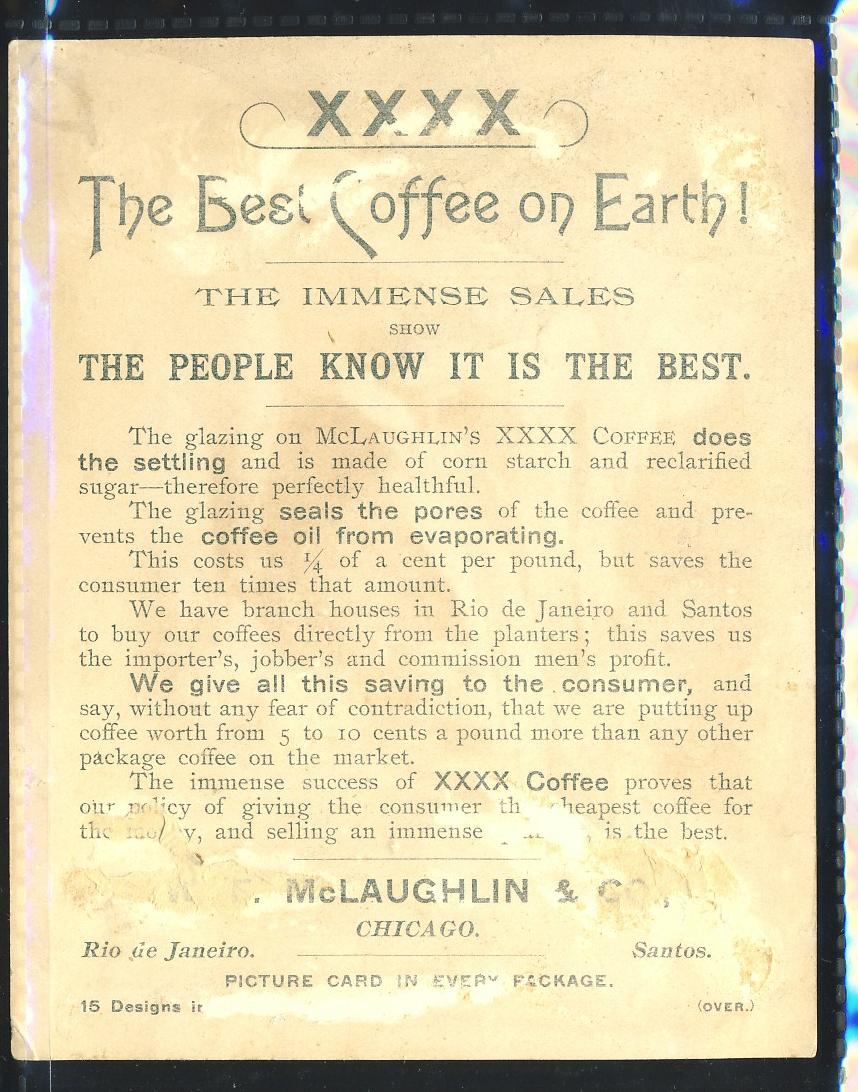 XXXX
The Best Coffee on Earth!
THE IMMENSE SALES
SHOW
THE PEOPLE KNOW IT IS THE BEST.
The glazing on MCLAUGHLIN'S XXXX COFFEE does
the settling and is made of corn starch and reclarified
sugar—therefore perfectly healthful.
The glazing seals the pores of the coffee and pre-
vents the coffee oil from evaporating.
This costs us ¼ of a cent per pound, but saves the
consumer ten times that amount.
We have branch houses in Rio de Janeiro and Santos
to buy our coffees directly from the planters; this saves us
the importer's, jobber's and commission men's profit.
We give all this saving to the consumer, and
say, without any fear of contradiction, that we are putting up
coffee worth from 5 to 10 cents a pound more than any other
package coffee on the market.
The immense success of XXXX Coffee proves that
our policy of giving the consumer the cheapest coffee for
the money, and selling an immense is the best.
W. F. McLAUGHLIN & CO.,
CHICAGO.
Rio de Janeiro. Santos.
PICTURE CARD IN EVERY PACKAGE.
15 Designs (OVER.)